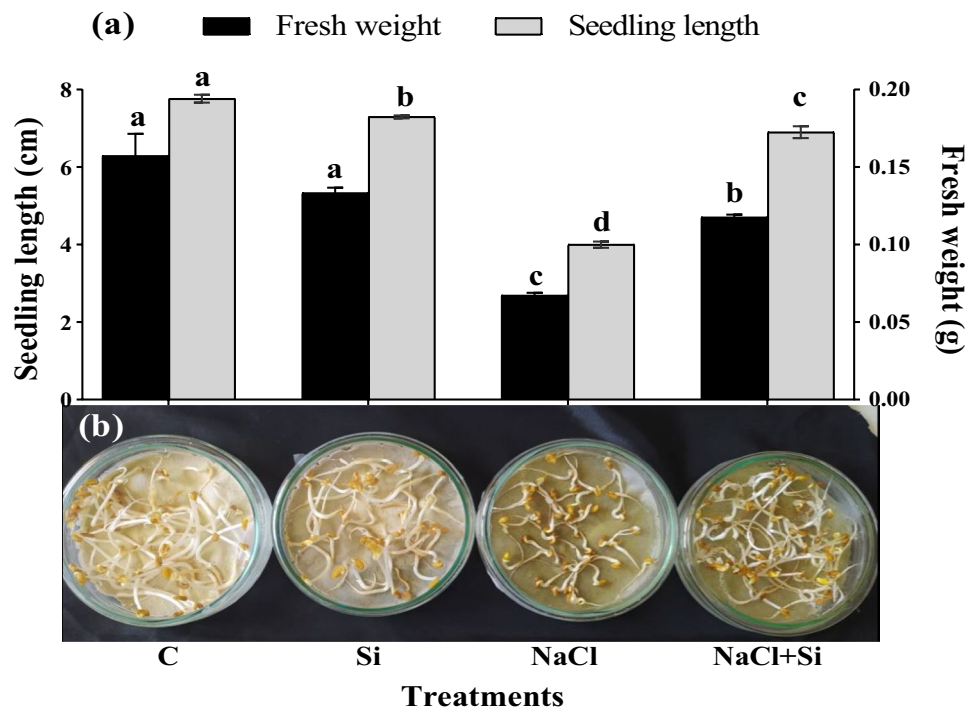 (a) Fresh weight Seedling length
Seedling length (cm)
8
6
4
2
0
a a
a b
c d
b c
0.20
0.15
0.10
0.05
0.00
Fresh weight (g)
(b)
C Si NaCl NaCl+Si
Treatments